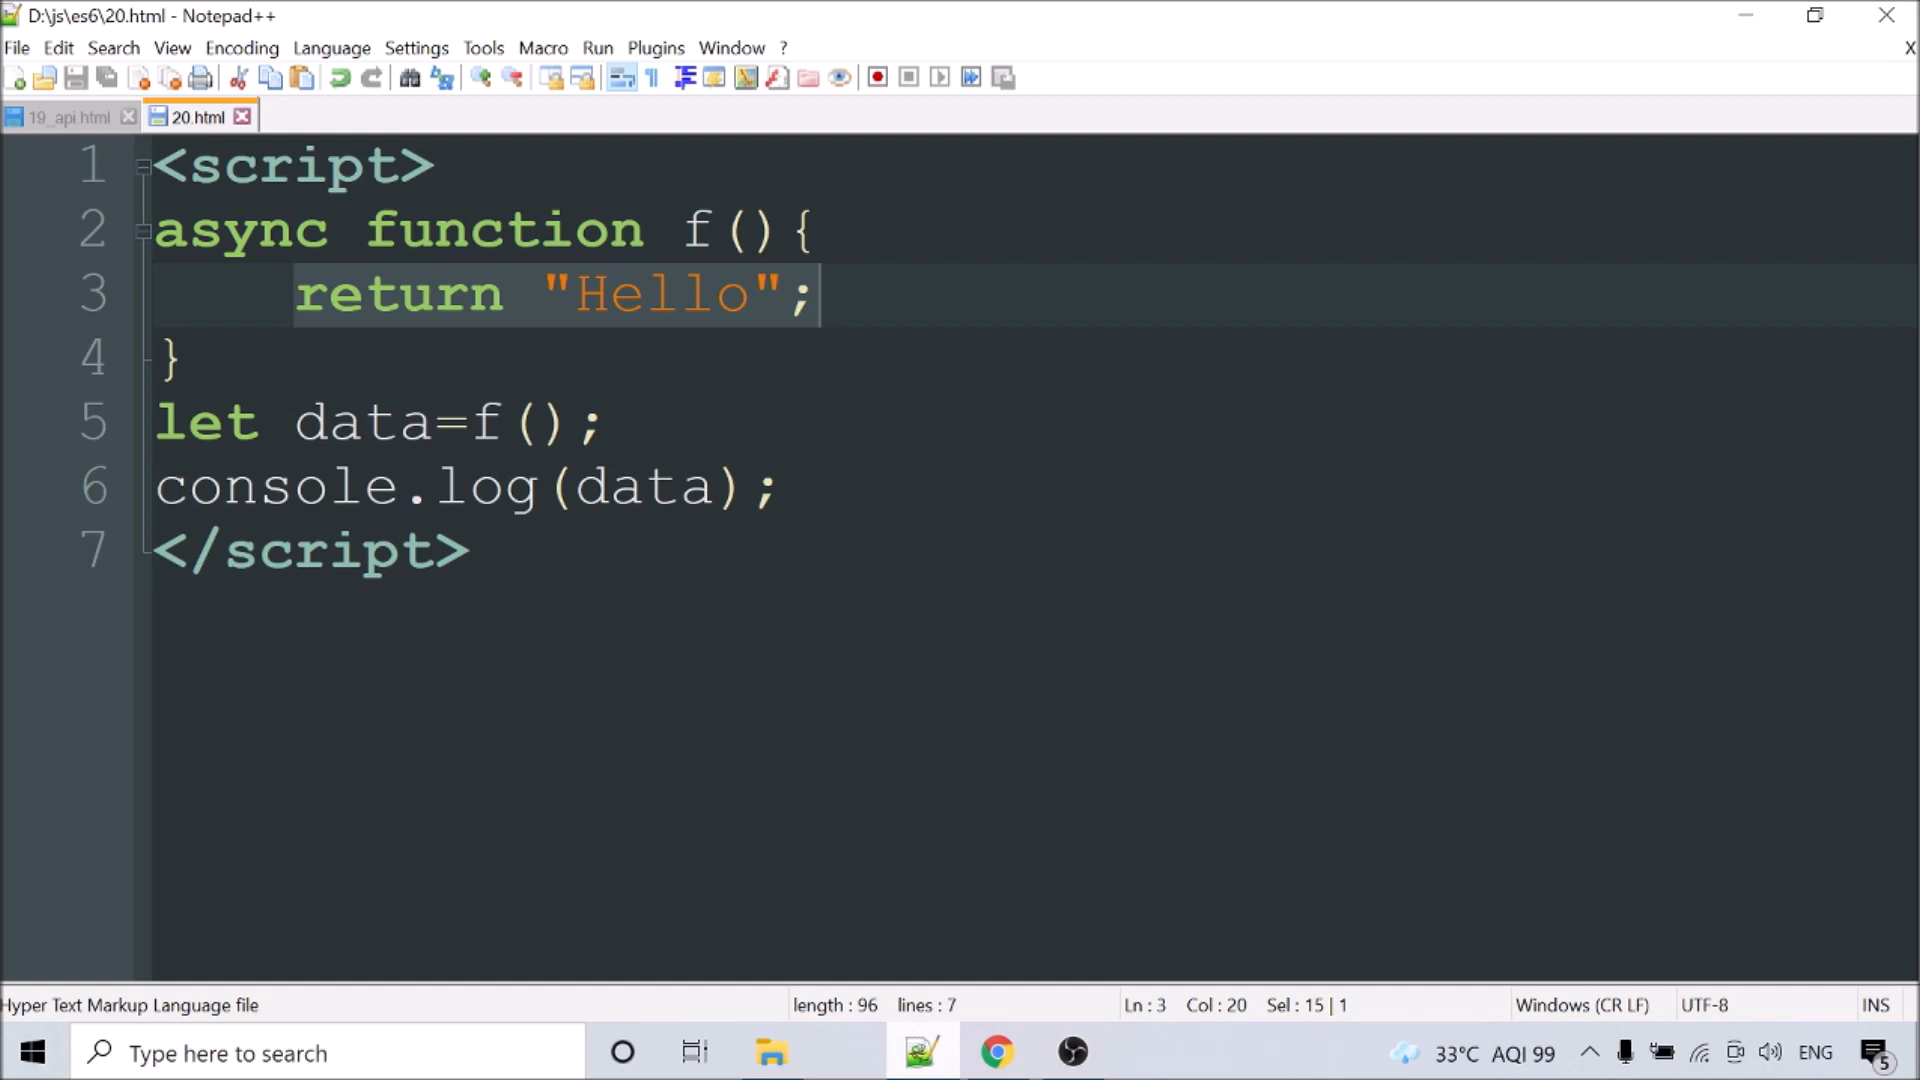 D:\js\es6\20.html - Notepad++
File Edit Search View Encoding Language Settings Tools Macro Run Plugins Window ? X
19_api.html 20.html
1 <script>
2 async function f(){
3 return "Hello";
4 }
5 let data=f();
6 console.log(data);
7 </script>
Hyper Text Markup Language file length : 96 lines : 7 Ln : 3 Col : 20 Sel : 15 | 1 Windows (CR LF) UTF-8 INS
Type here to search 33°C AQI 99 ENG 5